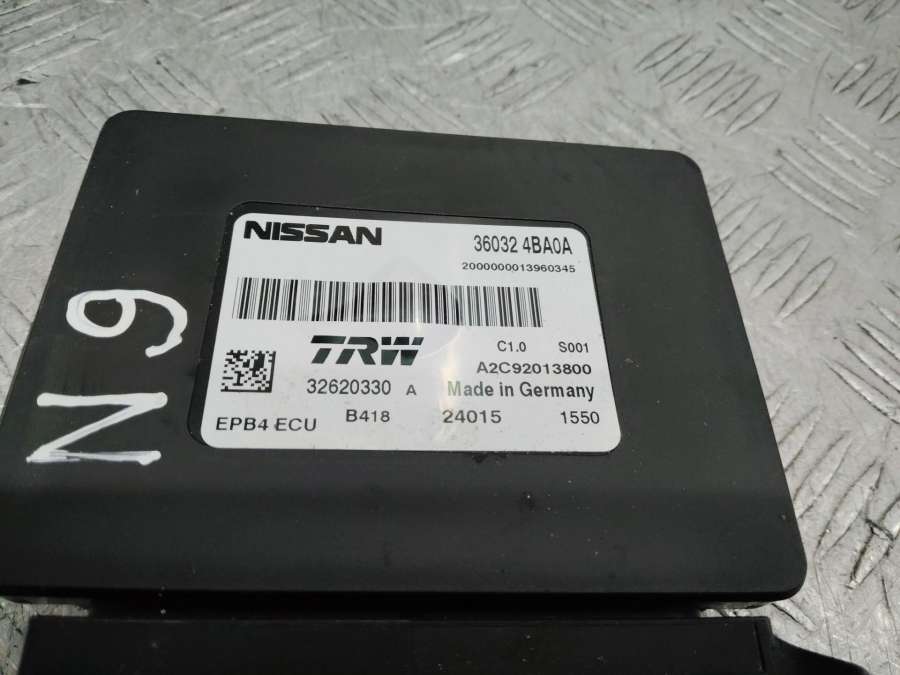 NISSAN 36032 4BA0A
2000000013960345
TRW C1.0 S001
A2C92013800
32620330 A Made in Germany
EPB4 ECU B418 24015 1550
N9